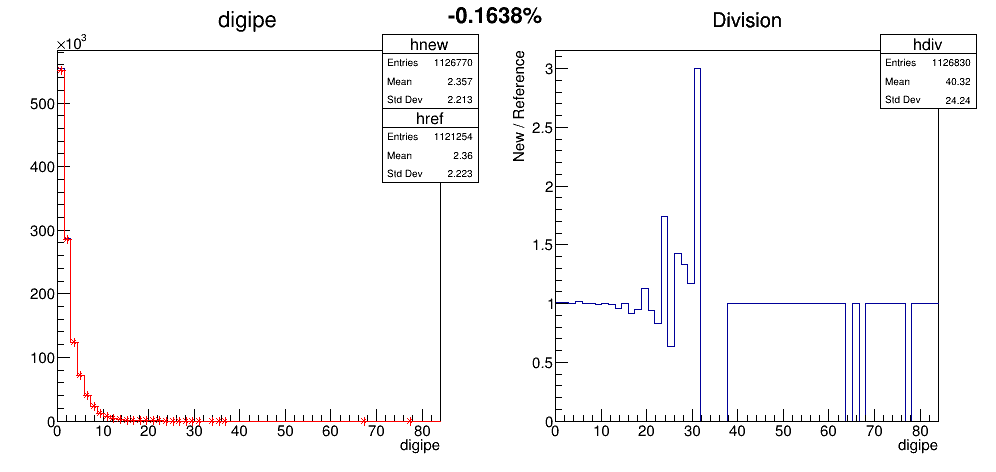 -0.1638%
digipe
×10³
hnew
Entries 1126770
Mean 2.357
Std Dev 2.213
href
Entries 1121254
Mean 2.36
Std Dev 2.223
500
400
300
200
100
0
0 10 20 30 40 50 60 70 80
digipe
Division
hdiv
Entries 1126830
Mean 40.32
Std Dev 24.24
New / Reference
3
2.5
2
1.5
1
0.5
0
0 10 20 30 40 50 60 70 80
digipe